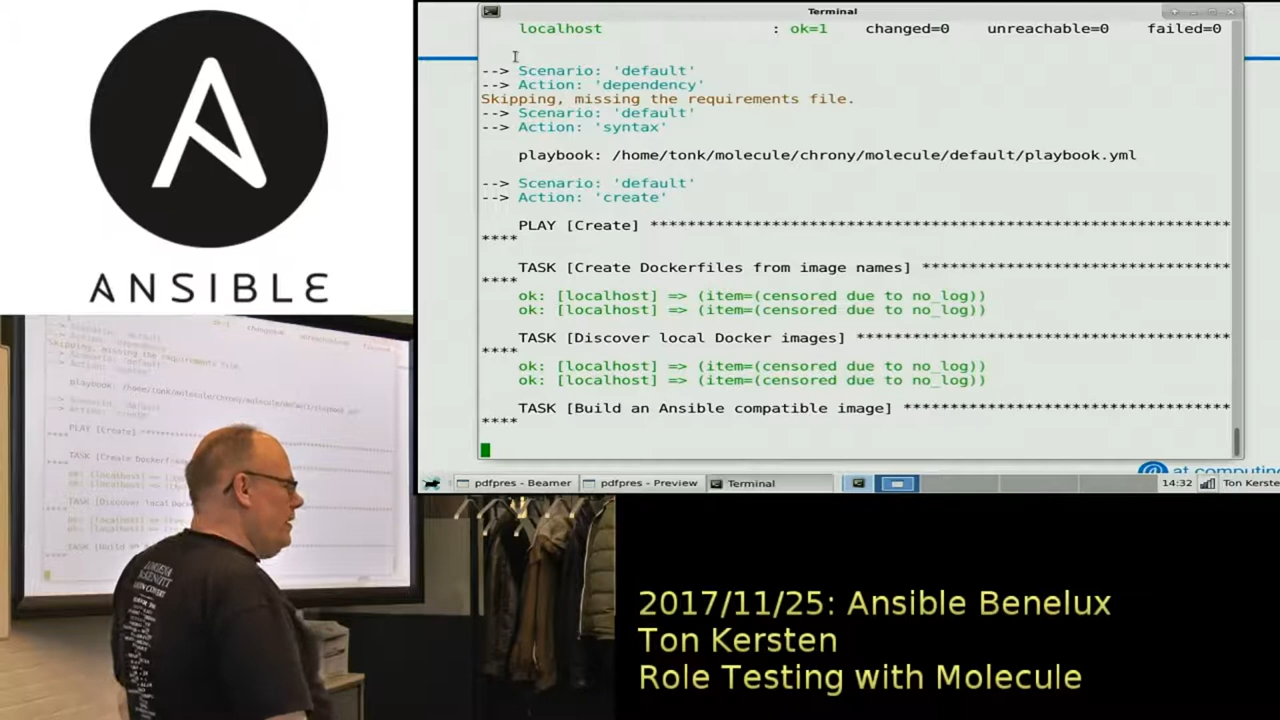 ANSIBLE
Terminal
localhost : ok=1 changed=0 unreachable=0 failed=0
--> Scenario: 'default'
--> Action: 'dependency'
Skipping, missing the requirements file.
--> Scenario: 'default'
--> Action: 'syntax'
playbook: /home/tonk/molecule/chrony/molecule/default/playbook.yml
--> Scenario: 'default'
--> Action: 'create'
PLAY [Create] **************************************************************
****
TASK [Create Dockerfiles from image names] *********************************
****
ok: [localhost] => (item=(censored due to no_log))
ok: [localhost] => (item=(censored due to no_log))
TASK [Discover local Docker images] ****************************************
****
ok: [localhost] => (item=(censored due to no_log))
ok: [localhost] => (item=(censored due to no_log))
TASK [Build an Ansible compatible image] ***********************************
****
at computing
pdfpres - Beamer pdfpres - Preview Terminal 14:32 Ton Kerste
2017/11/25: Ansible Benelux
Ton Kersten
Role Testing with Molecule